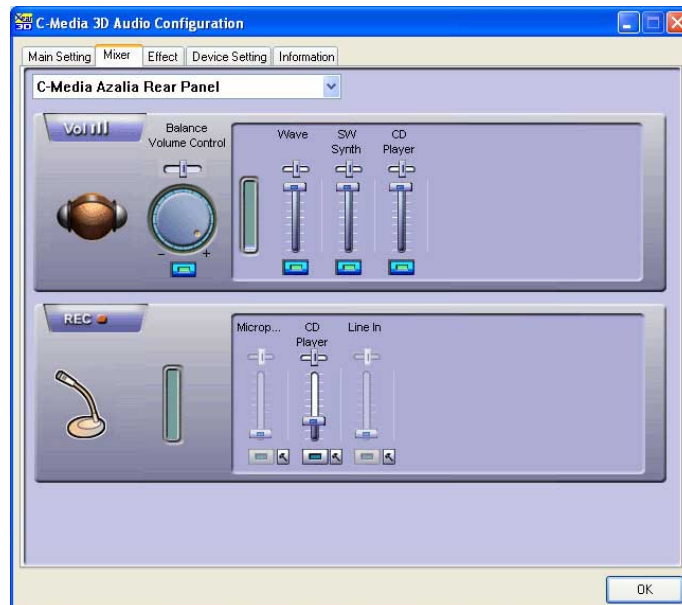 C-Media 3D Audio Configuration
Main Setting Mixer Effect Device Setting Information
C-Media Azalia Rear Panel
Vol
Balance
Volume Control
- +
Wave
SW
Synth
CD
Player
REC
Microp...
CD
Player
Line In
OK